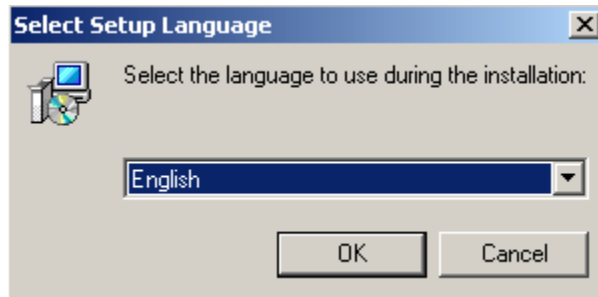 Select Setup Language
Select the language to use during the installation:
English
OK
Cancel